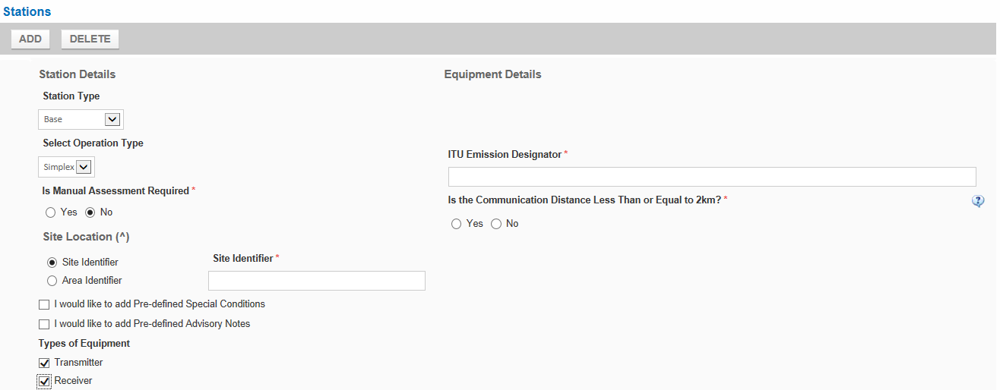 Stations
ADD DELETE
Station Details
Station Type
Base
Select Operation Type
Simplex
Is Manual Assessment Required *
Yes No
Site Location (^)
Site Identifier
Area Identifier
Site Identifier *
I would like to add Pre-defined Special Conditions
I would like to add Pre-defined Advisory Notes
Types of Equipment
Transmitter
Receiver
Equipment Details
ITU Emission Designator *
Is the Communication Distance Less Than or Equal to 2km? *
?
Yes No